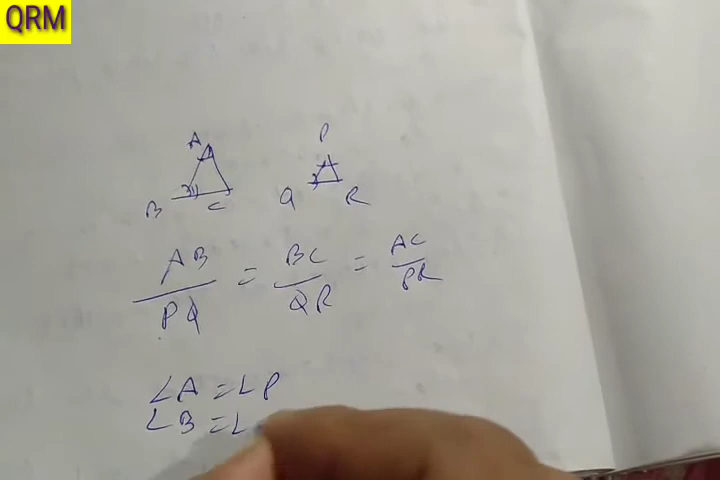 QRM
A P
B C Q R
AB/PQ = BC/QR = AC/PR
∠A = ∠P
∠B = ∠